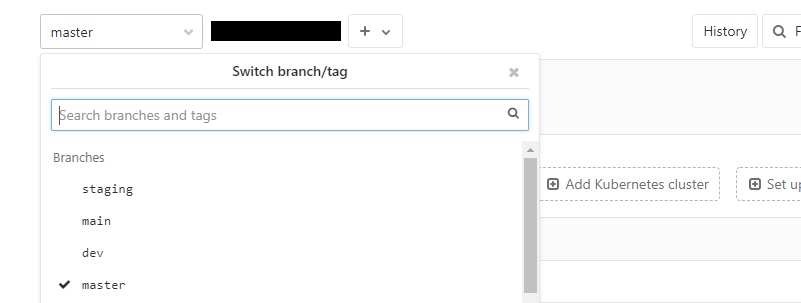 master
History
F
Switch branch/tag
Search branches and tags
Branches
staging
Add Kubernetes cluster
Set up
main
dev
master